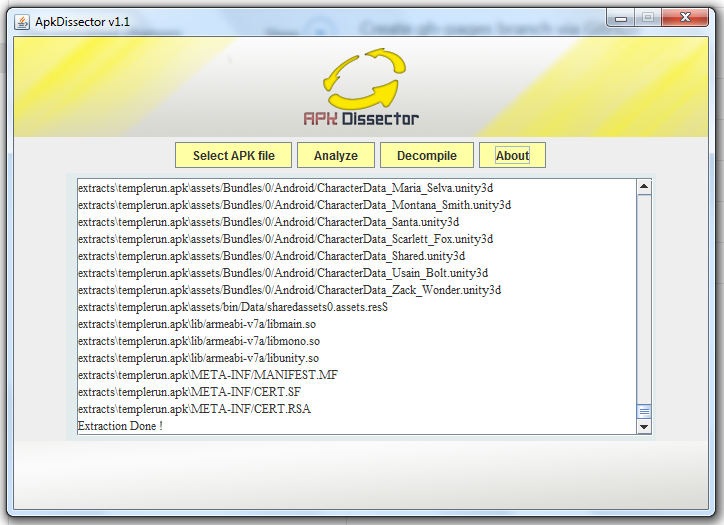 ApkDissector v1.1
Create gh-pages branch via GitHub
APK Dissector
Select APK file Analyze Decompile About
extracts\templerun.apk\assets/Bundles/0/Android/CharacterData_Maria_Selva.unity3d
extracts\templerun.apk\assets/Bundles/0/Android/CharacterData_Montana_Smith.unity3d
extracts\templerun.apk\assets/Bundles/0/Android/CharacterData_Santa.unity3d
extracts\templerun.apk\assets/Bundles/0/Android/CharacterData_Scarlett_Fox.unity3d
extracts\templerun.apk\assets/Bundles/0/Android/CharacterData_Shared.unity3d
extracts\templerun.apk\assets/Bundles/0/Android/CharacterData_Usain_Bolt.unity3d
extracts\templerun.apk\assets/Bundles/0/Android/CharacterData_Zack_Wonder.unity3d
extracts\templerun.apk\assets/bin/Data/sharedassets0.assets.resS
extracts\templerun.apk\lib/armeabi-v7a/libmain.so
extracts\templerun.apk\lib/armeabi-v7a/libmono.so
extracts\templerun.apk\lib/armeabi-v7a/libunity.so
extracts\templerun.apk\META-INF/MANIFEST.MF
extracts\templerun.apk\META-INF/CERT.SF
extracts\templerun.apk\META-INF/CERT.RSA
Extraction Done !